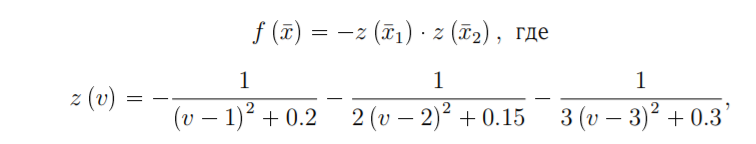 f (x̄) = −z (x̄₁) · z (x̄₂) , где
z (v) = − 1 / ((v − 1)² + 0.2) − 1 / (2 (v − 2)² + 0.15) − 1 / (3 (v − 3)² + 0.3) ,